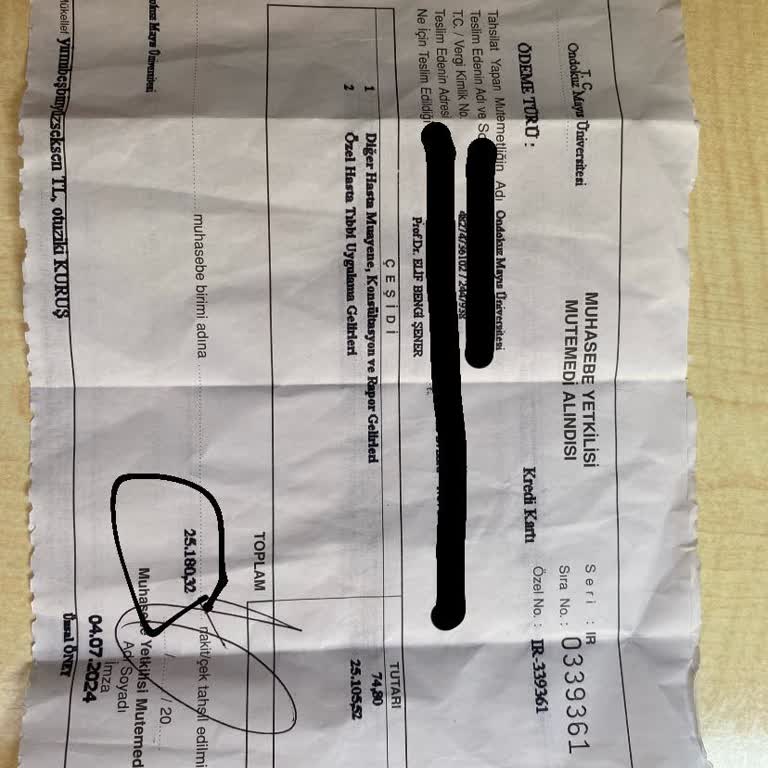 T.C.
Ondokuz Mayıs Üniversitesi
MUHASEBE YETKİLİSİ
MUTEMEDİ ALINDISI
Seri : IR
Sıra No.: 0339361
ÖDEME TÜRÜ :
Kredi Kartı
Özel No. : IR-339361
Tahsilat Yapan Mutemetliğin Adı Ondokuz Mayıs Üniversitesi
Teslim Edenin Adı ve So
T.C. / Vergi Kimlik No.
Teslim Edenin Adresi
Ne İçin Teslim Edildiği
Prof.Dr. ELİF BENGİ ŞENER
ÇEŞİDİ
TUTARI
1 Diğer Hasta Muayene, Konsültasyon ve Rapor Gelirleri 74,80
2 Özel Hasta Tıbbi Uygulama Gelirleri 25.105,52
TOPLAM
25.180,32
nakit/çek tahsil edilmi
muhasebe birimi adına
/ 20
Muhasebe Yetkilisi Mutemed
Adı Soyadı
İmza
04.07.2024
Ünsal ÖNEY
Mayıs Üniversitesi
Mükellef yirmibeşbinyüzseksen TL, otuziki KURUŞ